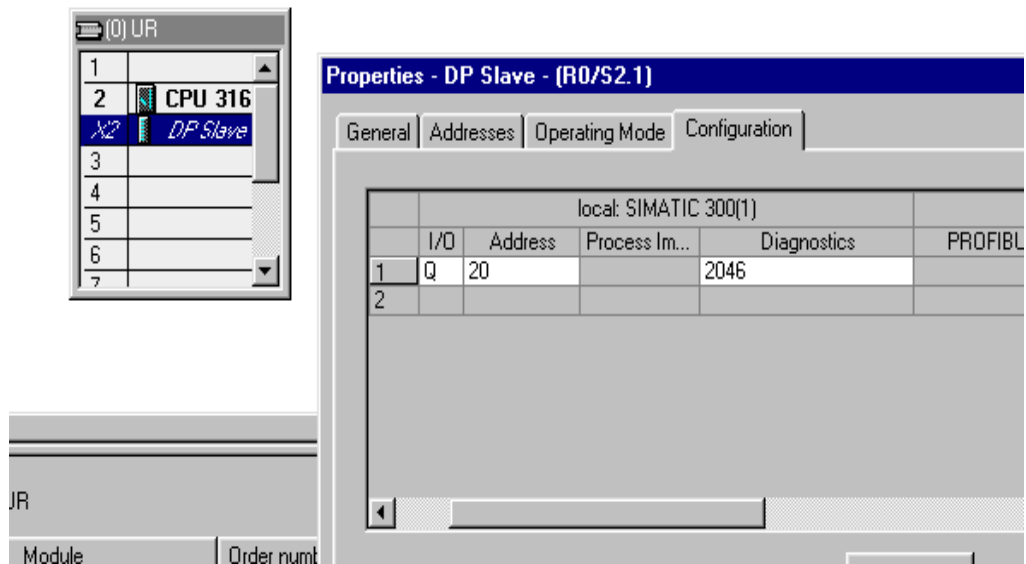 (0) UR
1
2 CPU 316
X2 DP Slave
3
4
5
6
7
Properties - DP Slave - (R0/S2.1)
General Addresses Operating Mode Configuration
local: SIMATIC 300(1)
I/O Address Process Im... Diagnostics PROFIBU
1 Q 20 2046
2
UR
Module Order numb